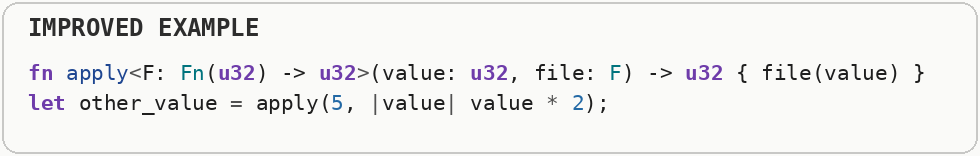 IMPROVED EXAMPLE
fn apply<F: Fn(u32) -> u32>(value: u32, file: F) -> u32 { file(value) }
let other_value = apply(5, |value| value * 2);